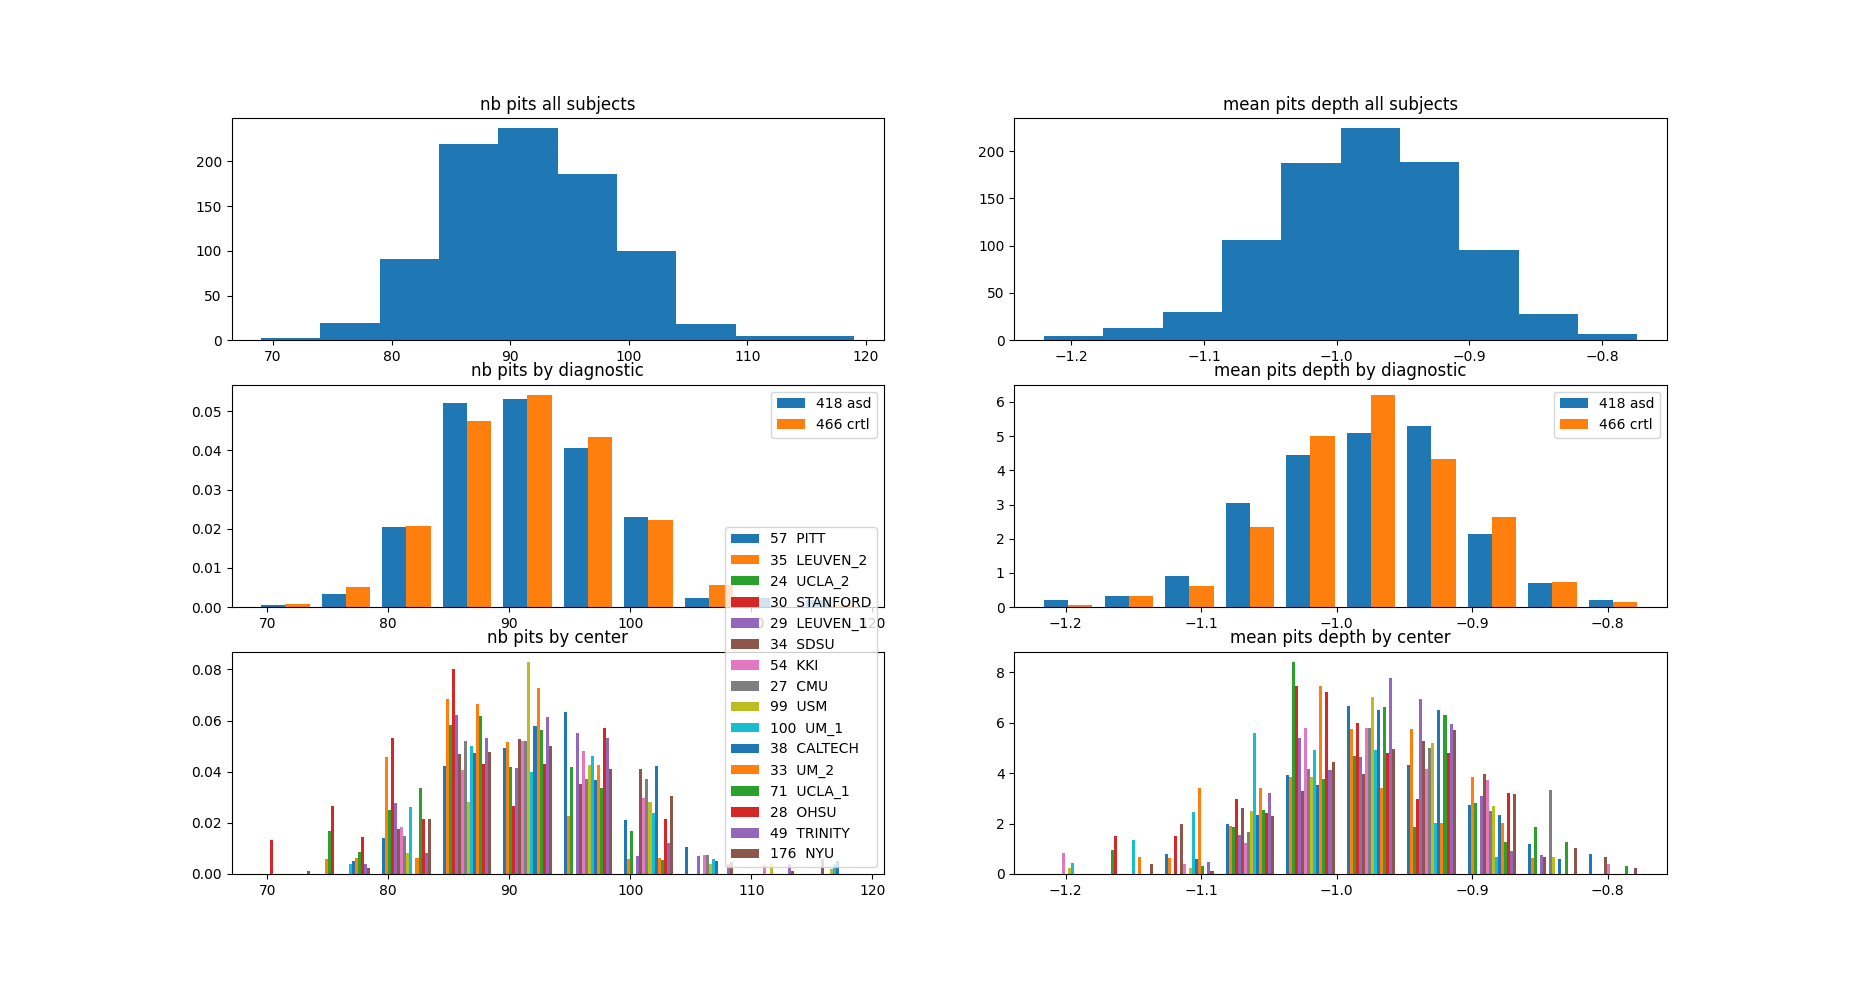 nb pits all subjects
200
150
100
50
0
70 80 90 100 110 120
mean pits depth all subjects
200
150
100
50
0
−1.2 −1.1 −1.0 −0.9 −0.8
nb pits by diagnostic
418 asd
466 crtl
0.05
0.04
0.03
0.02
0.01
0.00
70 80 90 100 120
mean pits depth by diagnostic
418 asd
466 crtl
6
5
4
3
2
1
0
−1.2 −1.1 −1.0 −0.9 −0.8
nb pits by center
57 PITT
35 LEUVEN_2
24 UCLA_2
30 STANFORD
29 LEUVEN_1
34 SDSU
54 KKI
27 CMU
99 USM
100 UM_1
38 CALTECH
33 UM_2
71 UCLA_1
28 OHSU
49 TRINITY
176 NYU
0.08
0.06
0.04
0.02
0.00
70 80 90 100 110 120
mean pits depth by center
8
6
4
2
0
−1.2 −1.1 −1.0 −0.9 −0.8